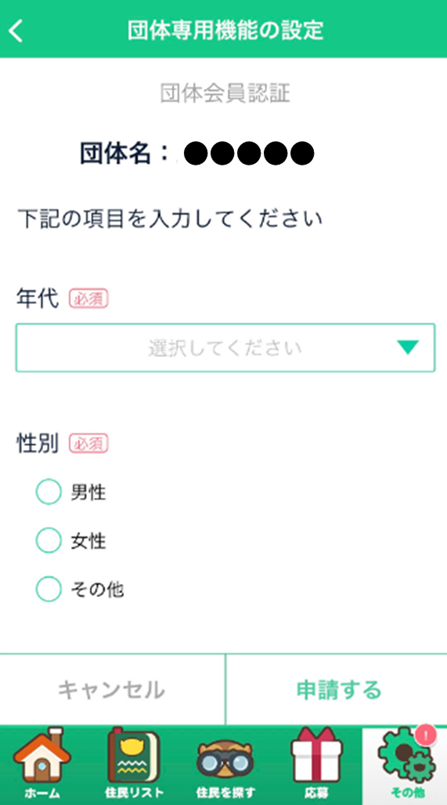 団体専用機能の設定
団体会員認証
団体名：●●●●●
下記の項目を入力してください
年代 必須
選択してください
性別 必須
男性
女性
その他
キャンセル 申請する
ホーム 住民リスト 住民を探す 応募 その他